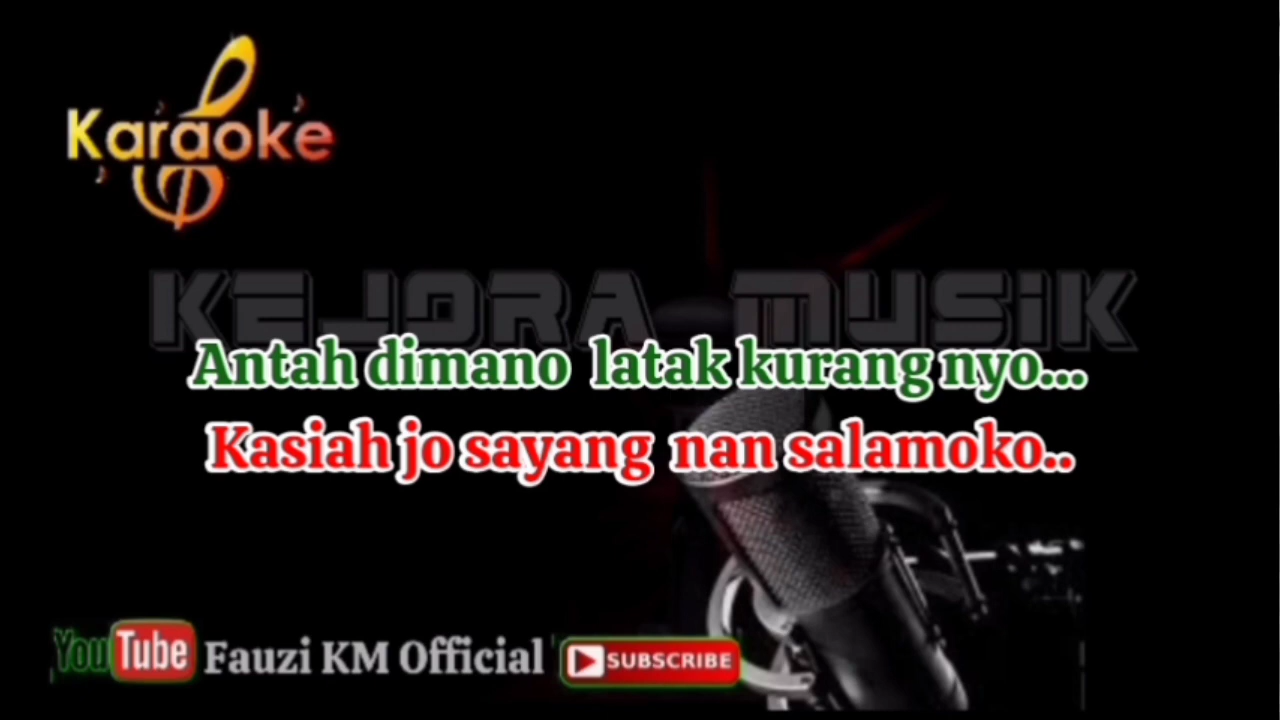 Karaoke
KEJORA MUSIK
Antah dimano latak kurang nyo...
Kasiah jo sayang nan salamoko..
YouTube Fauzi KM Official SUBSCRIBE